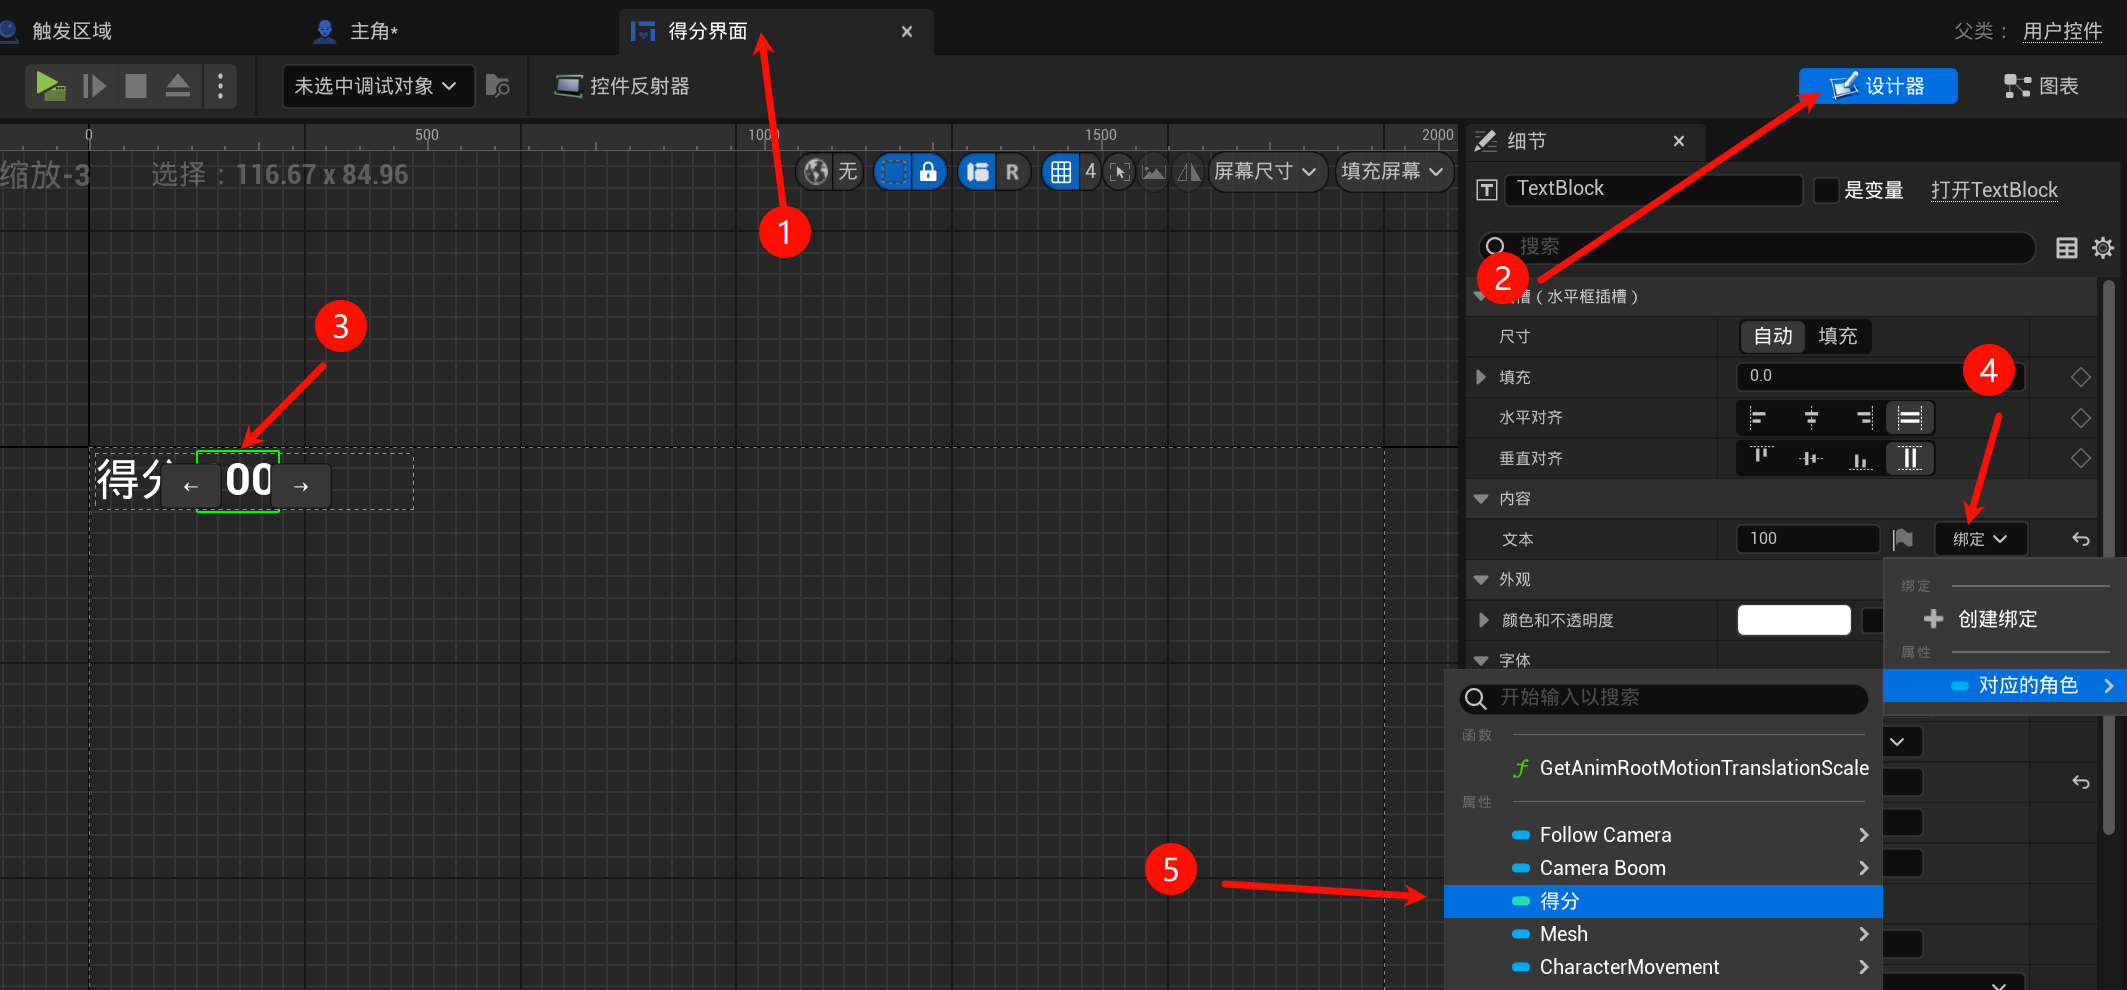 触发区域
主角*
得分界面
父类： 用户控件
未选中调试对象
控件反射器
设计器
图表
0 500 1000 1500 2000
缩放-3
选择：116.67 x 84.96
无
R
4
屏幕尺寸
填充屏幕
1
3
得分
00
← →
细节
TextBlock
是变量
打开TextBlock
搜索
2
槽（水平框插槽）
尺寸
自动 填充
填充
0.0
4
水平对齐
垂直对齐
内容
文本
100
绑定
外观
颜色和不透明度
字体
绑定
创建绑定
属性
对应的角色
开始输入以搜索
函数
GetAnimRootMotionTranslationScale
属性
Follow Camera
Camera Boom
5
得分
Mesh
CharacterMovement